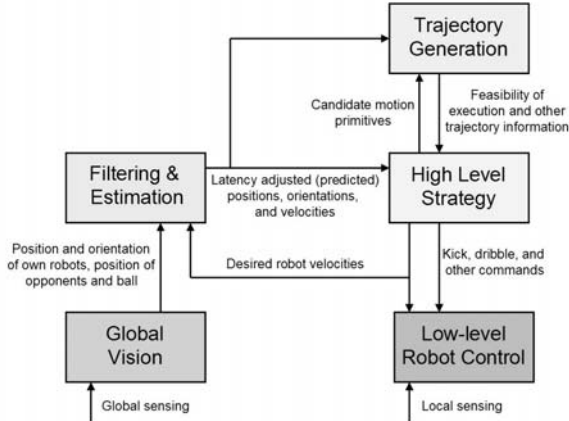 Trajectory
Generation
Candidate motion
primitives
Feasibility of
execution and other
trajectory information
Filtering &
Estimation
Latency adjusted (predicted)
positions, orientations,
and velocities
High Level
Strategy
Position and orientation
of own robots, position of
opponents and ball
Desired robot velocities
Kick, dribble, and
other commands
Global
Vision
Low-level
Robot Control
Global sensing
Local sensing